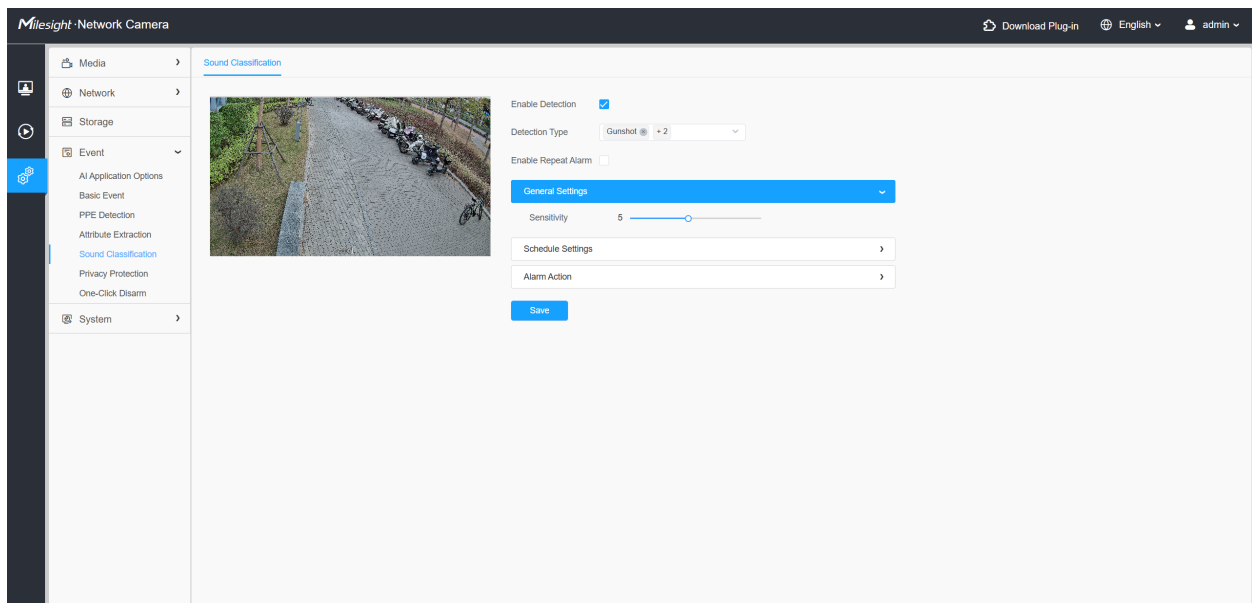 Milesight·Network Camera
Download Plug-in
English
admin
Media
Network
Storage
Event
AI Application Options
Basic Event
PPE Detection
Attribute Extraction
Sound Classification
Privacy Protection
One-Click Disarm
System
Sound Classification
Enable Detection
Detection Type Gunshot + 2
Enable Repeat Alarm
General Settings
Sensitivity 5
Schedule Settings
Alarm Action
Save